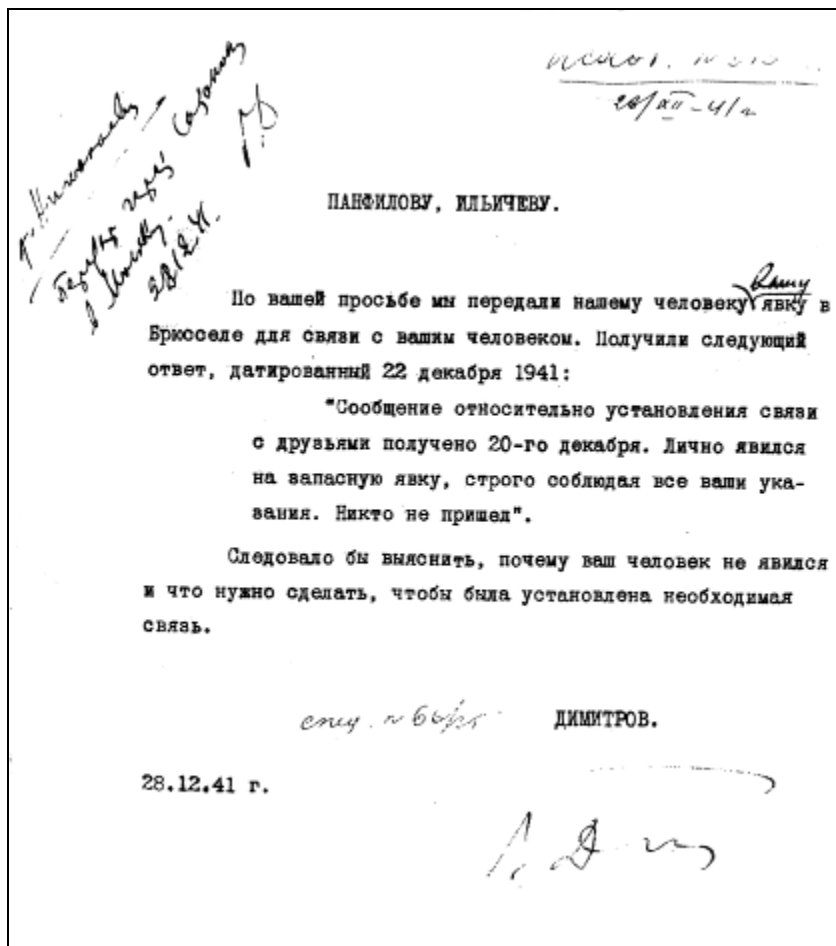 28.12.41.
ПАНФИЛОВУ, ИЛЬИЧЕВУ.
По вашей просьбе мы передали нашему человеку Вашу явку в
Брюсселе для связи с вашим человеком. Получили следующий
ответ, датированный 22 декабря 1941:
"Сообщение относительно установления связи
с друзьями получено 20-го декабря. Лично явился
на запасную явку, строго соблюдая все ваши ука-
зания. Никто не пришел".
Следовало бы выяснить, почему ваш человек не явился
и что нужно сделать, чтобы была установлена необходимая
связь.
ДИМИТРОВ.
28.12.41 г.